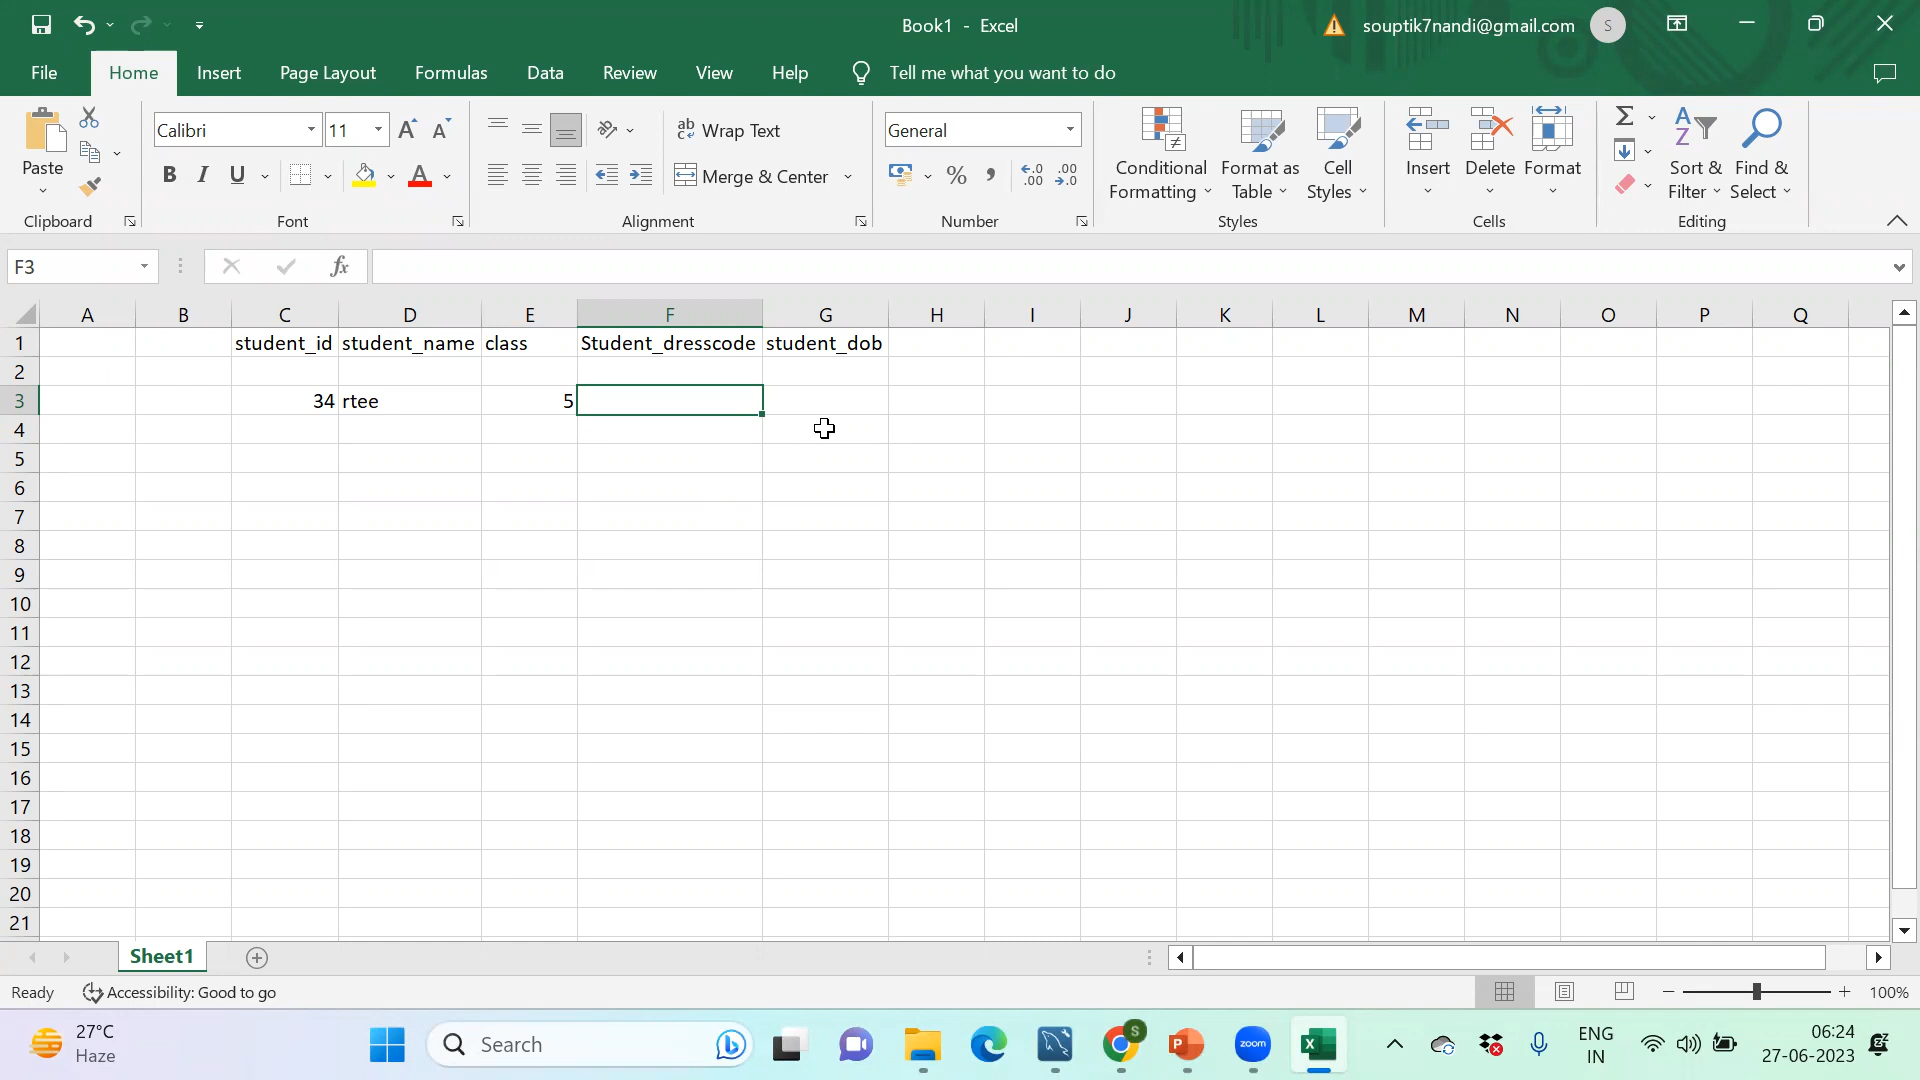 Book1 - Excel
souptik7nandi@gmail.com
S
File Home Insert Page Layout Formulas Data Review View Help Tell me what you want to do
Paste
Clipboard
Calibri 11
B I U
Font
Wrap Text
Merge & Center
Alignment
General
Number
Conditional Formatting
Format as Table
Cell Styles
Styles
Insert
Delete
Format
Cells
Sort & Filter
Find & Select
Editing
F3
fx
A B C D E F G H I J K L M N O P Q
1 student_id student_name class Student_dresscode student_dob
2
3 34 rtee 5
4
5
6
7
8
9
10
11
12
13
14
15
16
17
18
19
20
21
Sheet1
Ready Accessibility: Good to go
100%
27°C
Haze
Search
zoom
ENG
IN
06:24
27-06-2023